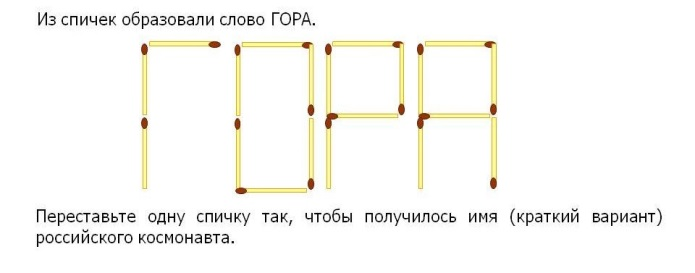 Из спичек образовали слово ГОРА.
ГОРА
Переставьте одну спичку так, чтобы получилось имя (краткий вариант)
российского космонавта.